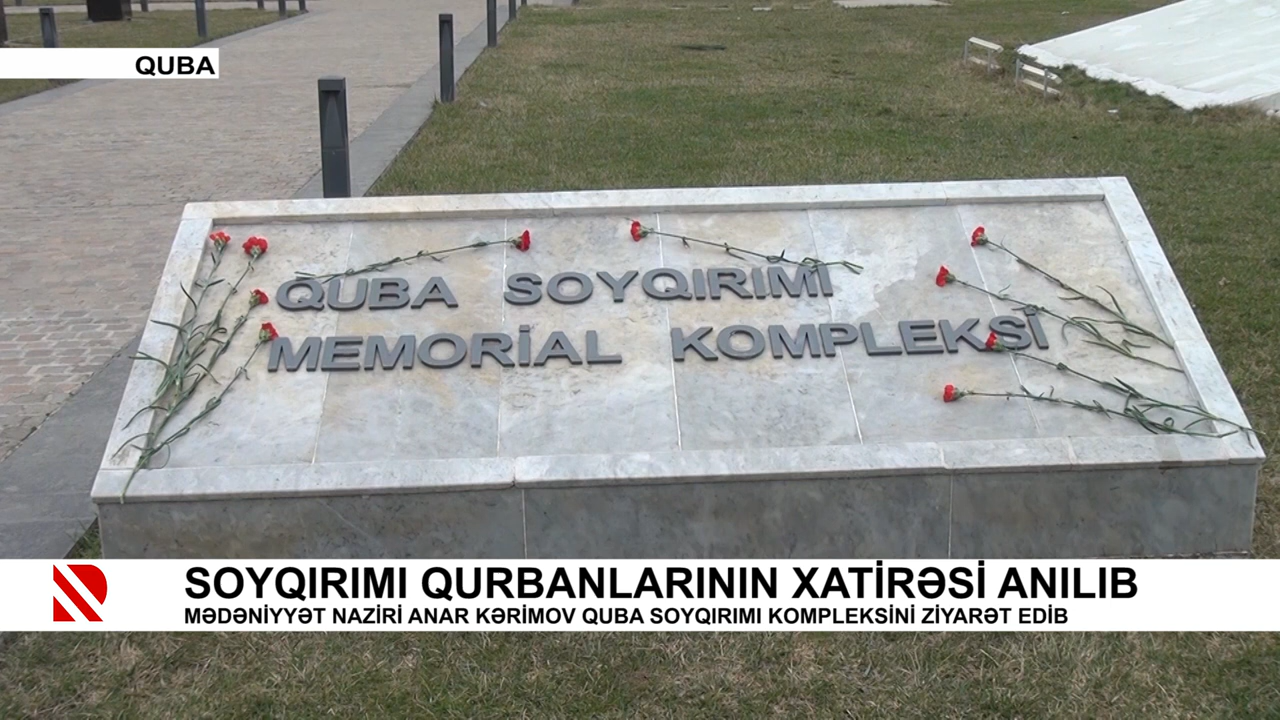 QUBA
QUBA SOYQIRIMI
MEMORİAL KOMPLEKSİ
SOYQIRIMI QURBANLARININ XATİRƏSİ ANILIB
MƏDƏNİYYƏT NAZİRİ ANAR KƏRİMOV QUBA SOYQIRIMI KOMPLEKSİNİ ZİYARƏT EDİB